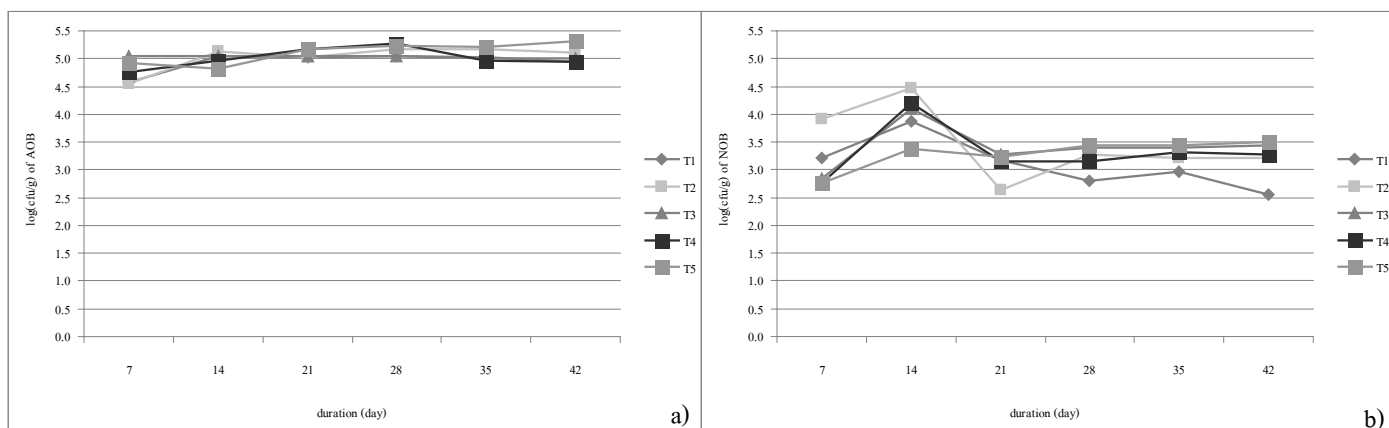 5.5
5.0
4.5
4.0
3.5
3.0
2.5
2.0
1.5
1.0
0.5
0.0
log(cfu/g) of AOB
7 14 21 28 35 42
duration (day)
T1
T2
T3
T4
T5
a)
5.5
5.0
4.5
4.0
3.5
3.0
2.5
2.0
1.5
1.0
0.5
0.0
log(cfu/g) of NOB
7 14 21 28 35 42
duration (day)
T1
T2
T3
T4
T5
b)